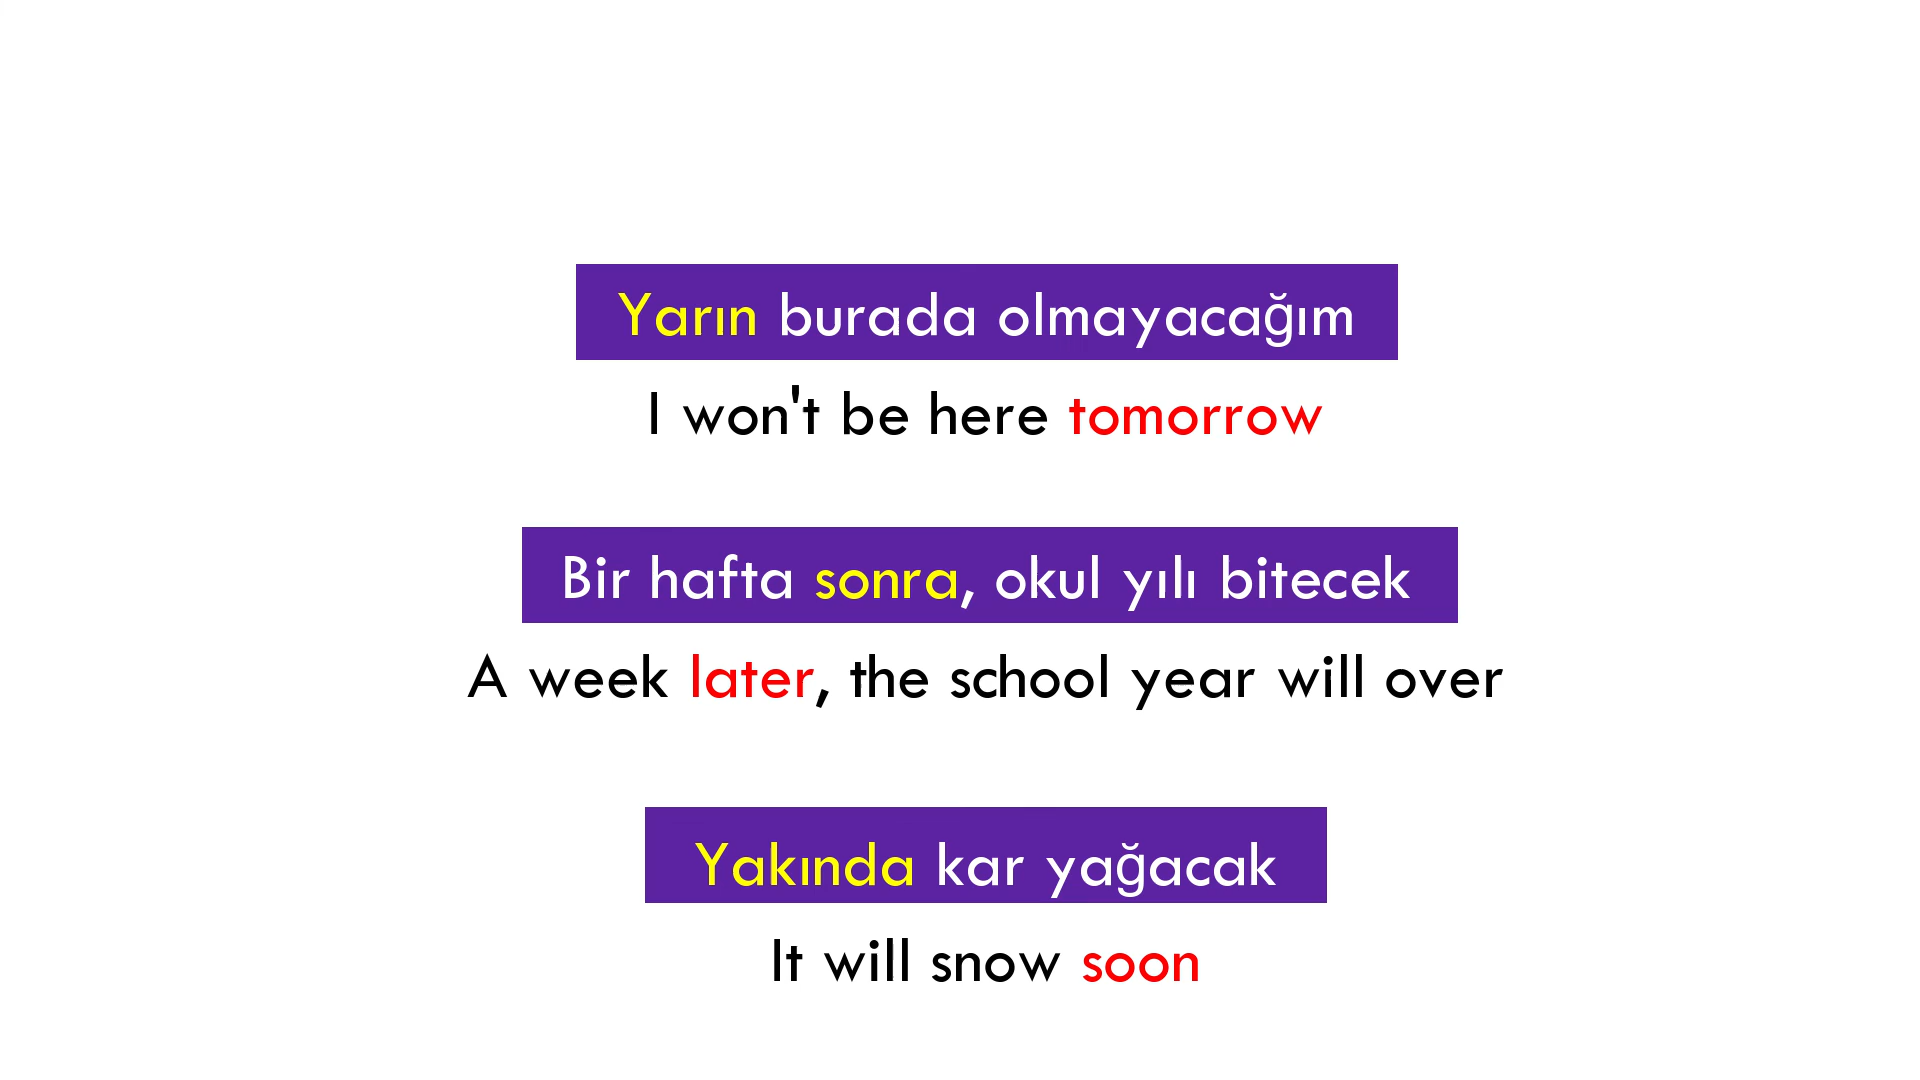 Yarın burada olmayacağım
I won't be here tomorrow
Bir hafta sonra, okul yılı bitecek
A week later, the school year will over
Yakında kar yağacak
It will snow soon